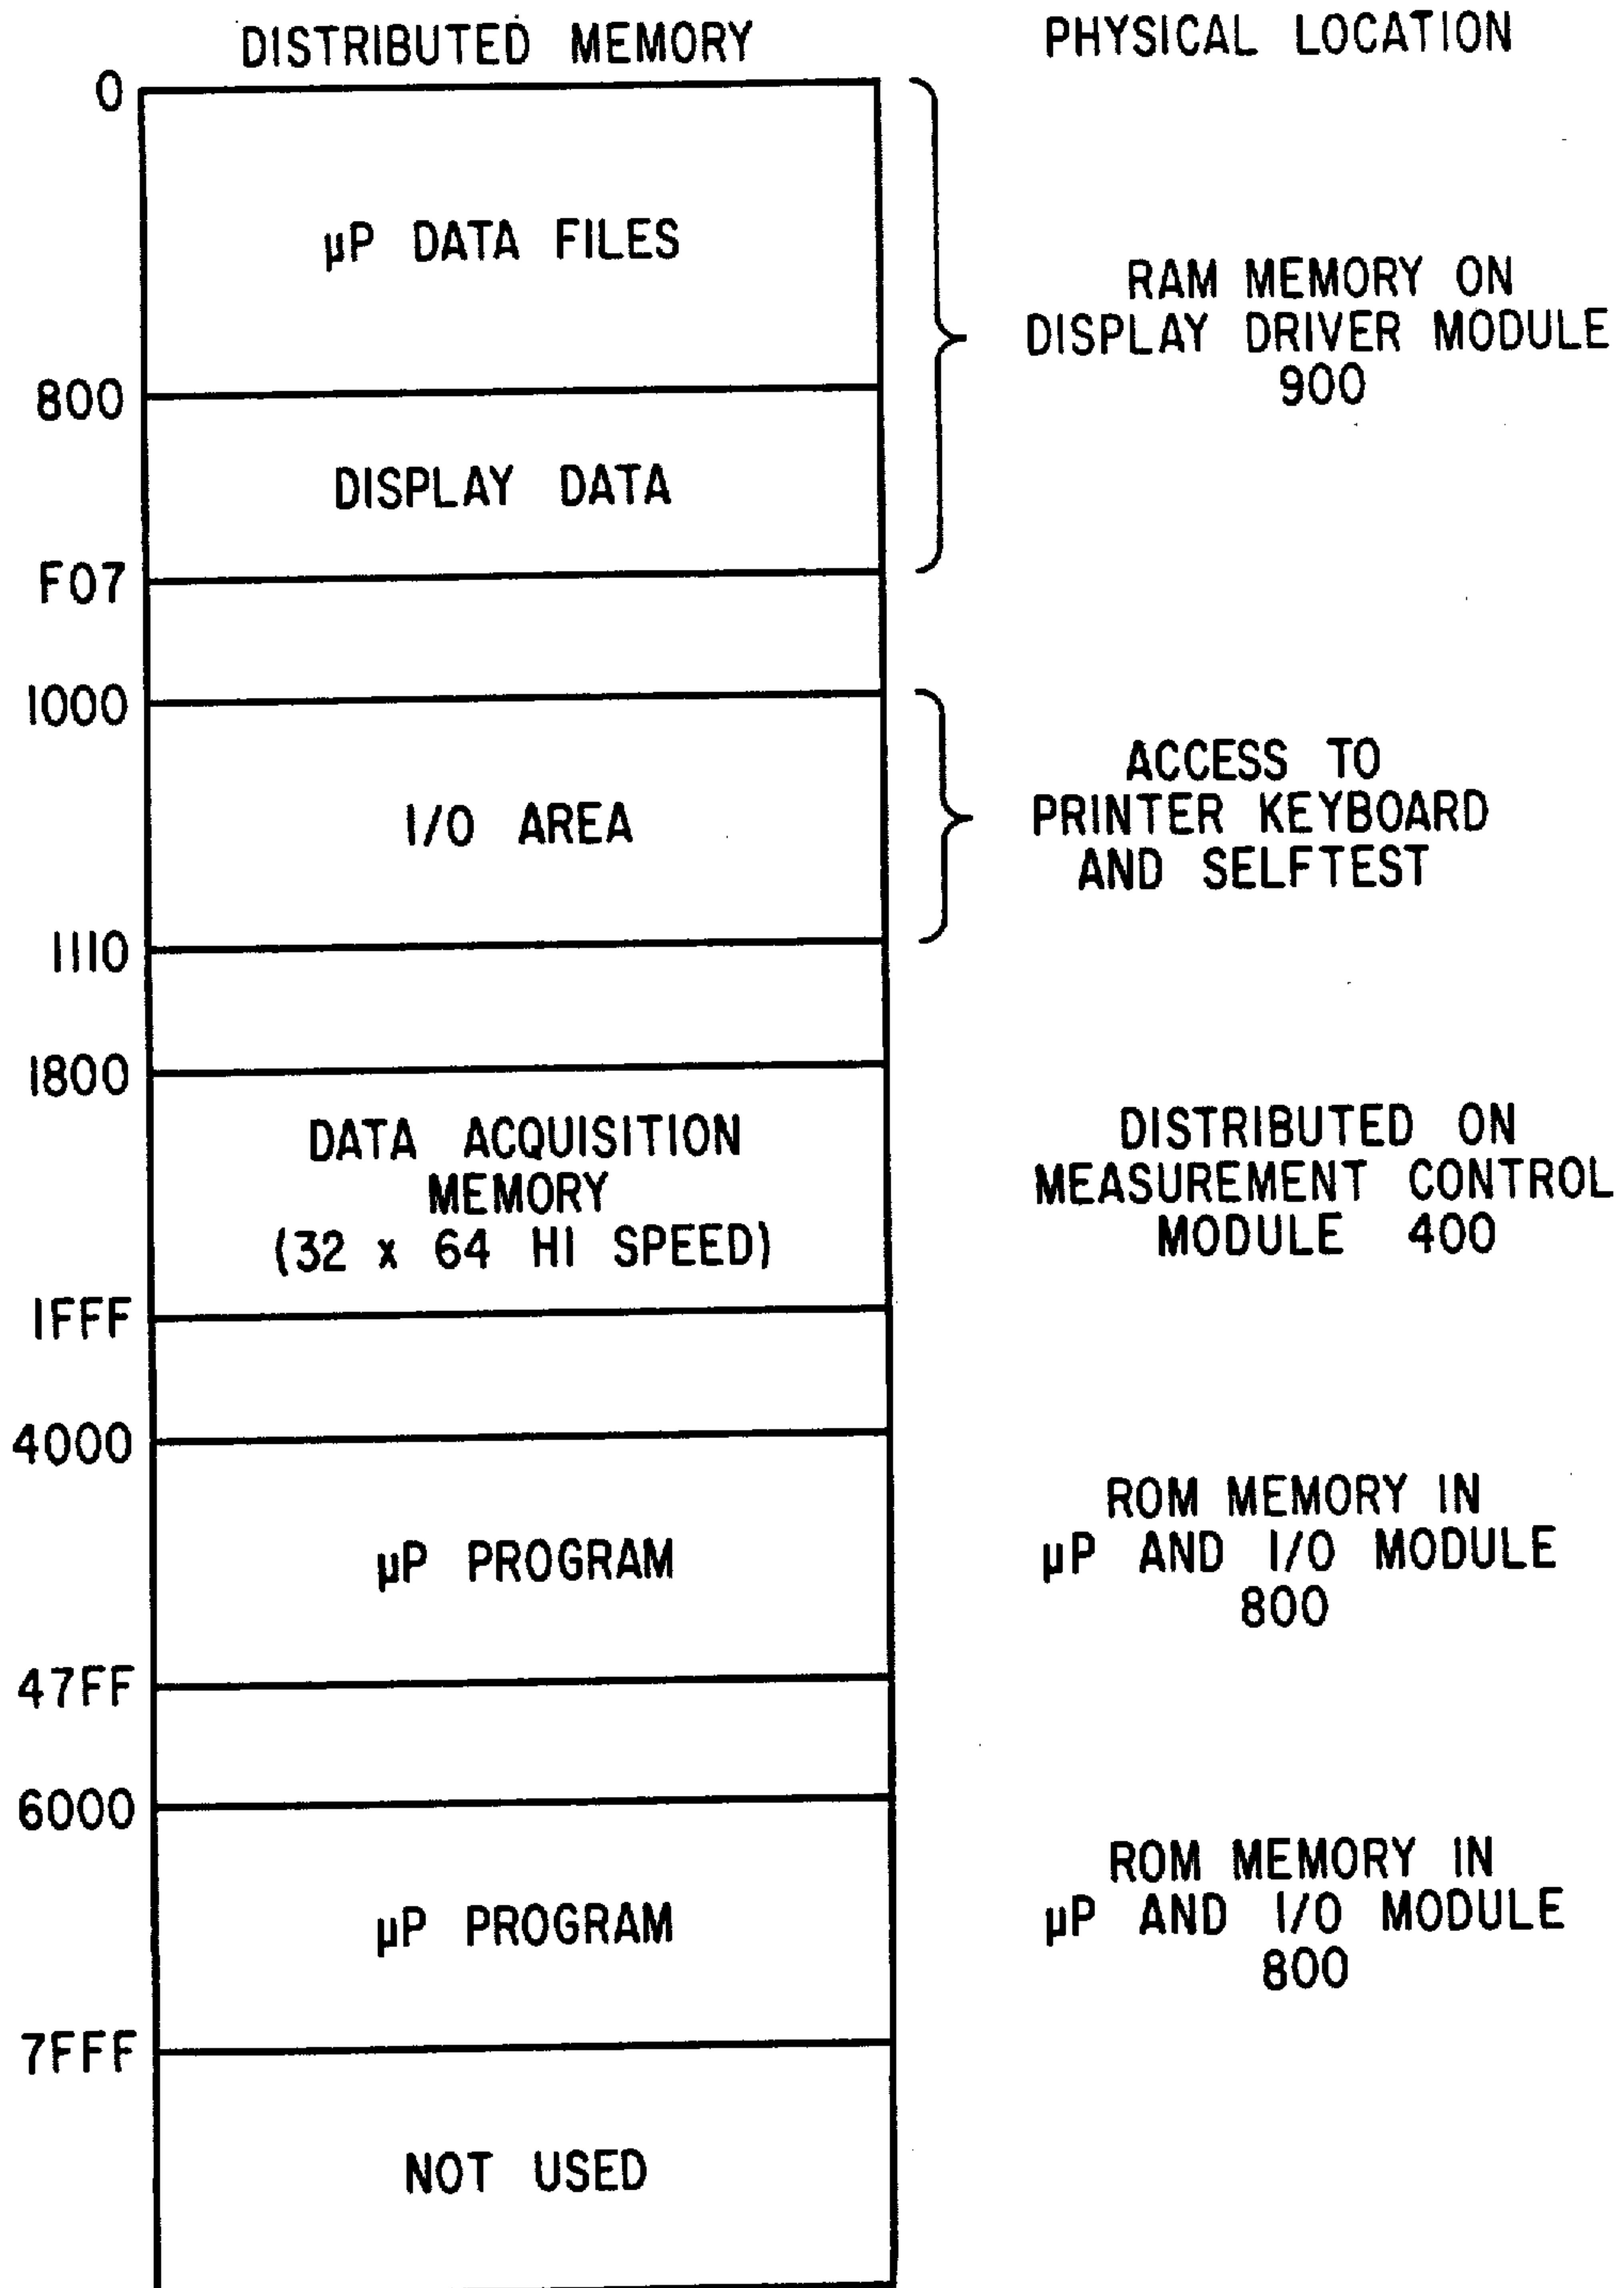 DISTRIBUTED MEMORY
PHYSICAL LOCATION
0
µP DATA FILES
RAM MEMORY ON
DISPLAY DRIVER MODULE
900
800
DISPLAY DATA
F07
1000
I/O AREA
ACCESS TO
PRINTER KEYBOARD
AND SELFTEST
1110
1800
DATA ACQUISITION
MEMORY
(32 x 64 HI SPEED)
DISTRIBUTED ON
MEASUREMENT CONTROL
MODULE 400
1FFF
4000
µP PROGRAM
ROM MEMORY IN
µP AND I/O MODULE
800
47FF
6000
µP PROGRAM
ROM MEMORY IN
µP AND I/O MODULE
800
7FFF
NOT USED